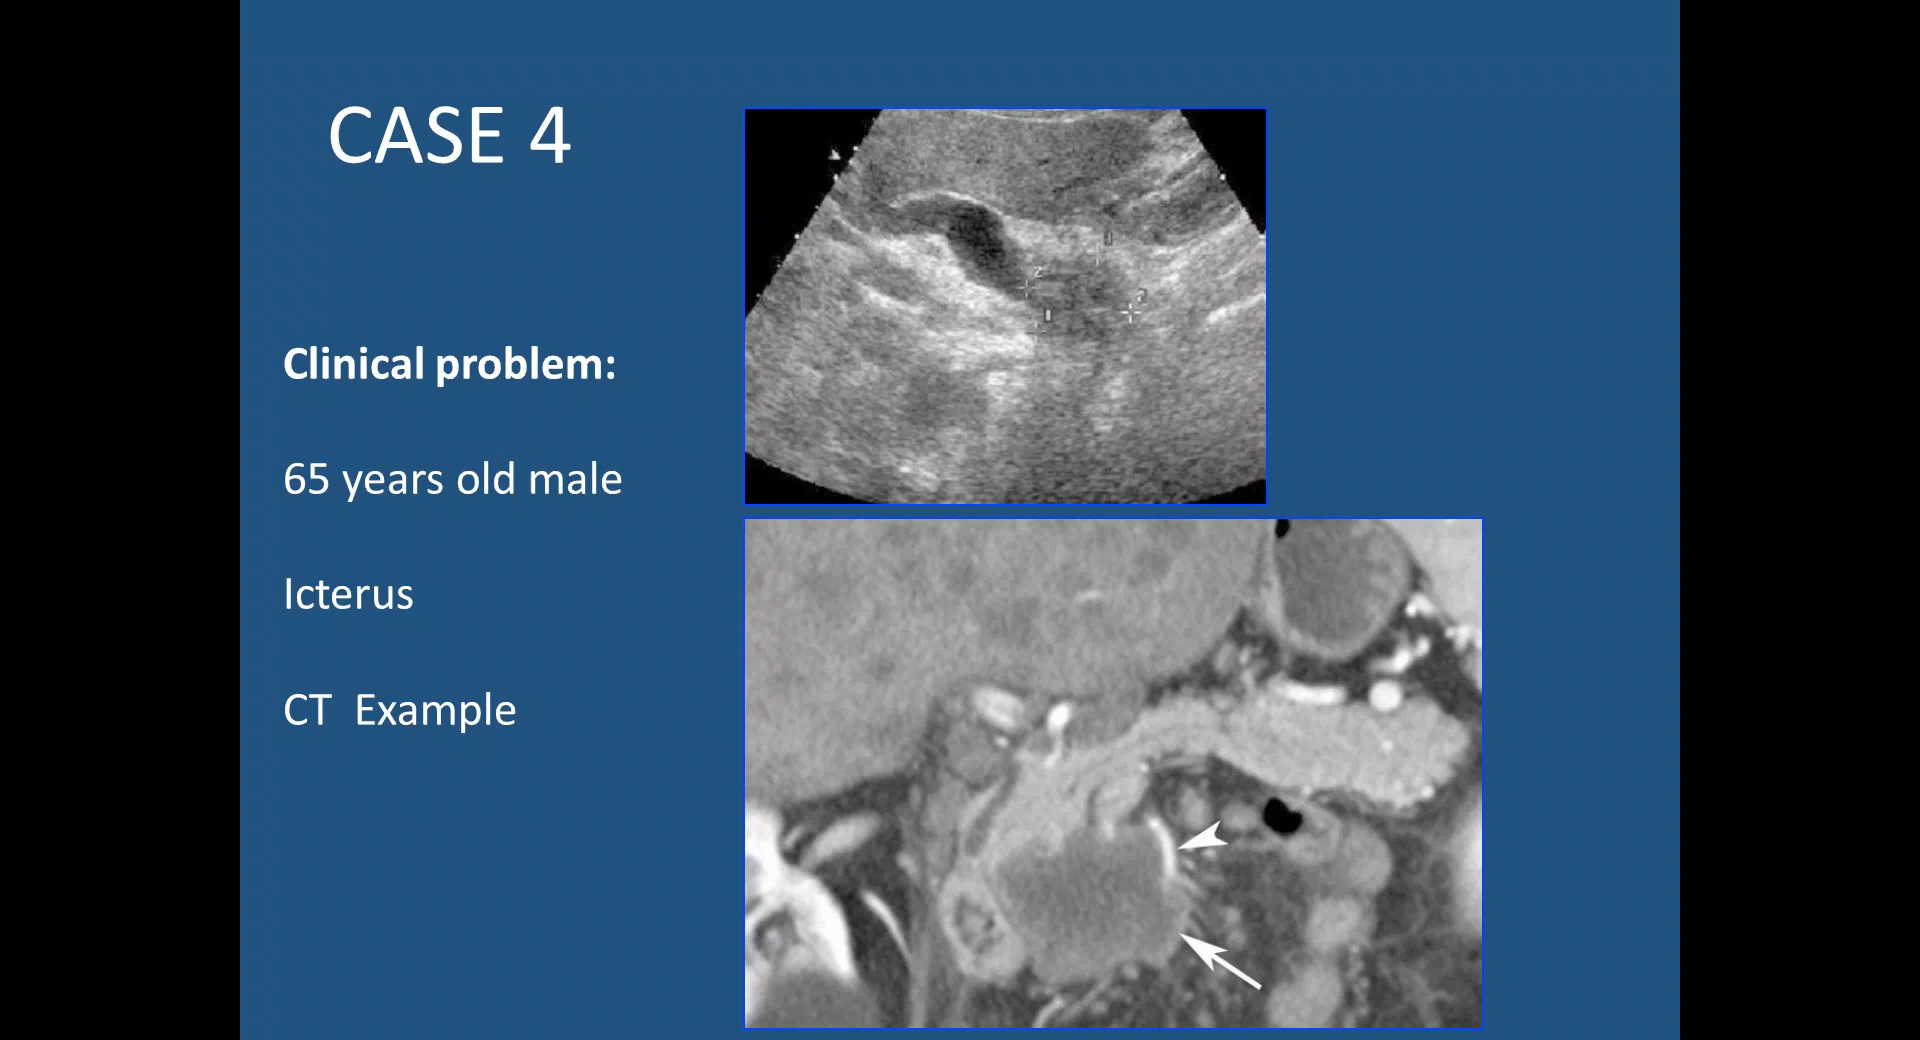 CASE 4
Clinical problem:
65 years old male
Icterus
CT Example